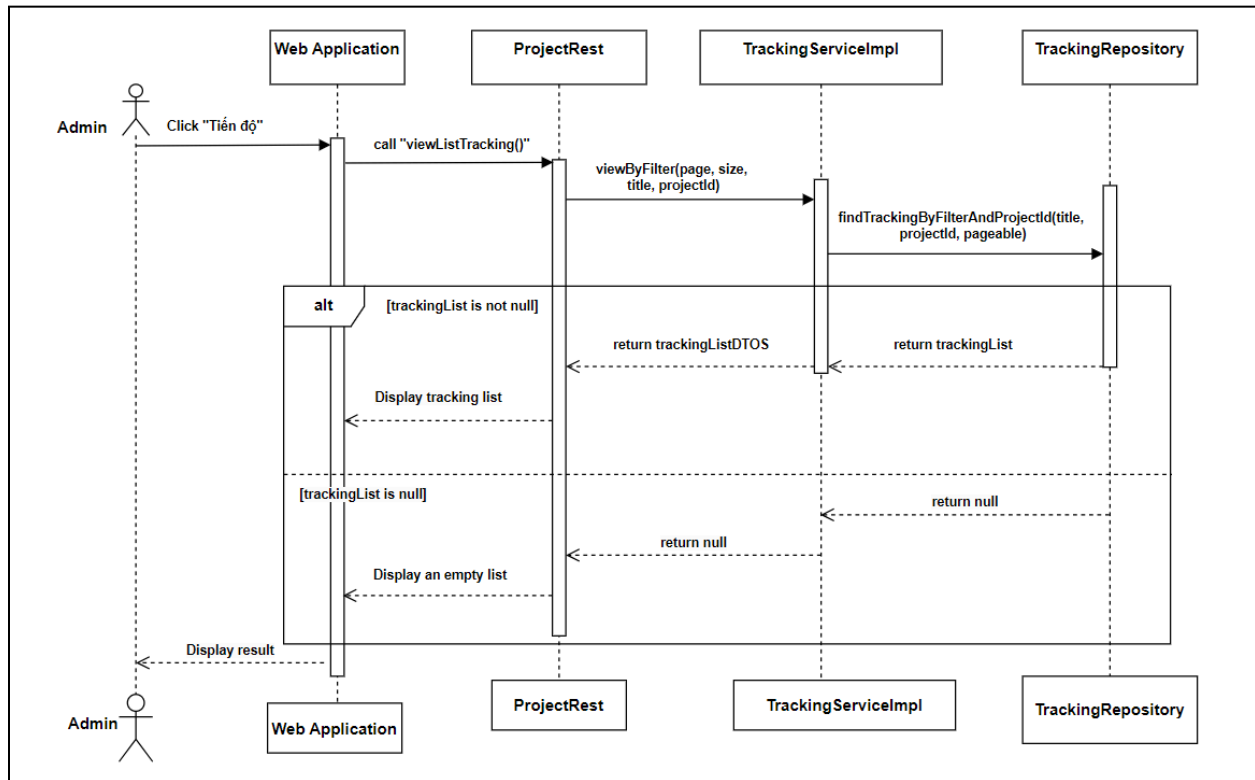 Web Application
ProjectRest
TrackingServiceImpl
TrackingRepository
Admin
Click "Tiến độ"
call "viewListTracking()"
viewByFilter(page, size,
title, projectId)
findTrackingByFilterAndProjectId(title,
projectId, pageable)
alt
[trackingList is not null]
return trackingListDTOS
return trackingList
Display tracking list
[trackingList is null]
return null
return null
Display an empty list
Display result
Admin
Web Application
ProjectRest
TrackingServiceImpl
TrackingRepository